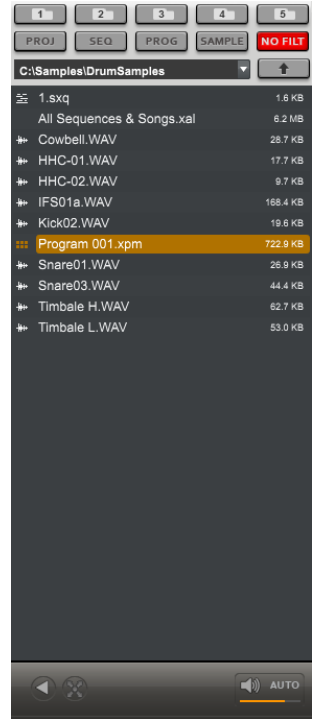 1 2 3 4 5
PROJ SEQ PROG SAMPLE NO FILT
C:\Samples\DrumSamples
1.sxq 1.6 KB
All Sequences & Songs.xal 6.2 MB
Cowbell.WAV 28.7 KB
HHC-01.WAV 17.7 KB
HHC-02.WAV 9.7 KB
IFS01a.WAV 168.4 KB
Kick02.WAV 19.6 KB
Program 001.xpm 722.9 KB
Snare01.WAV 26.9 KB
Snare03.WAV 44.4 KB
Timbale H.WAV 62.7 KB
Timbale L.WAV 53.0 KB
AUTO